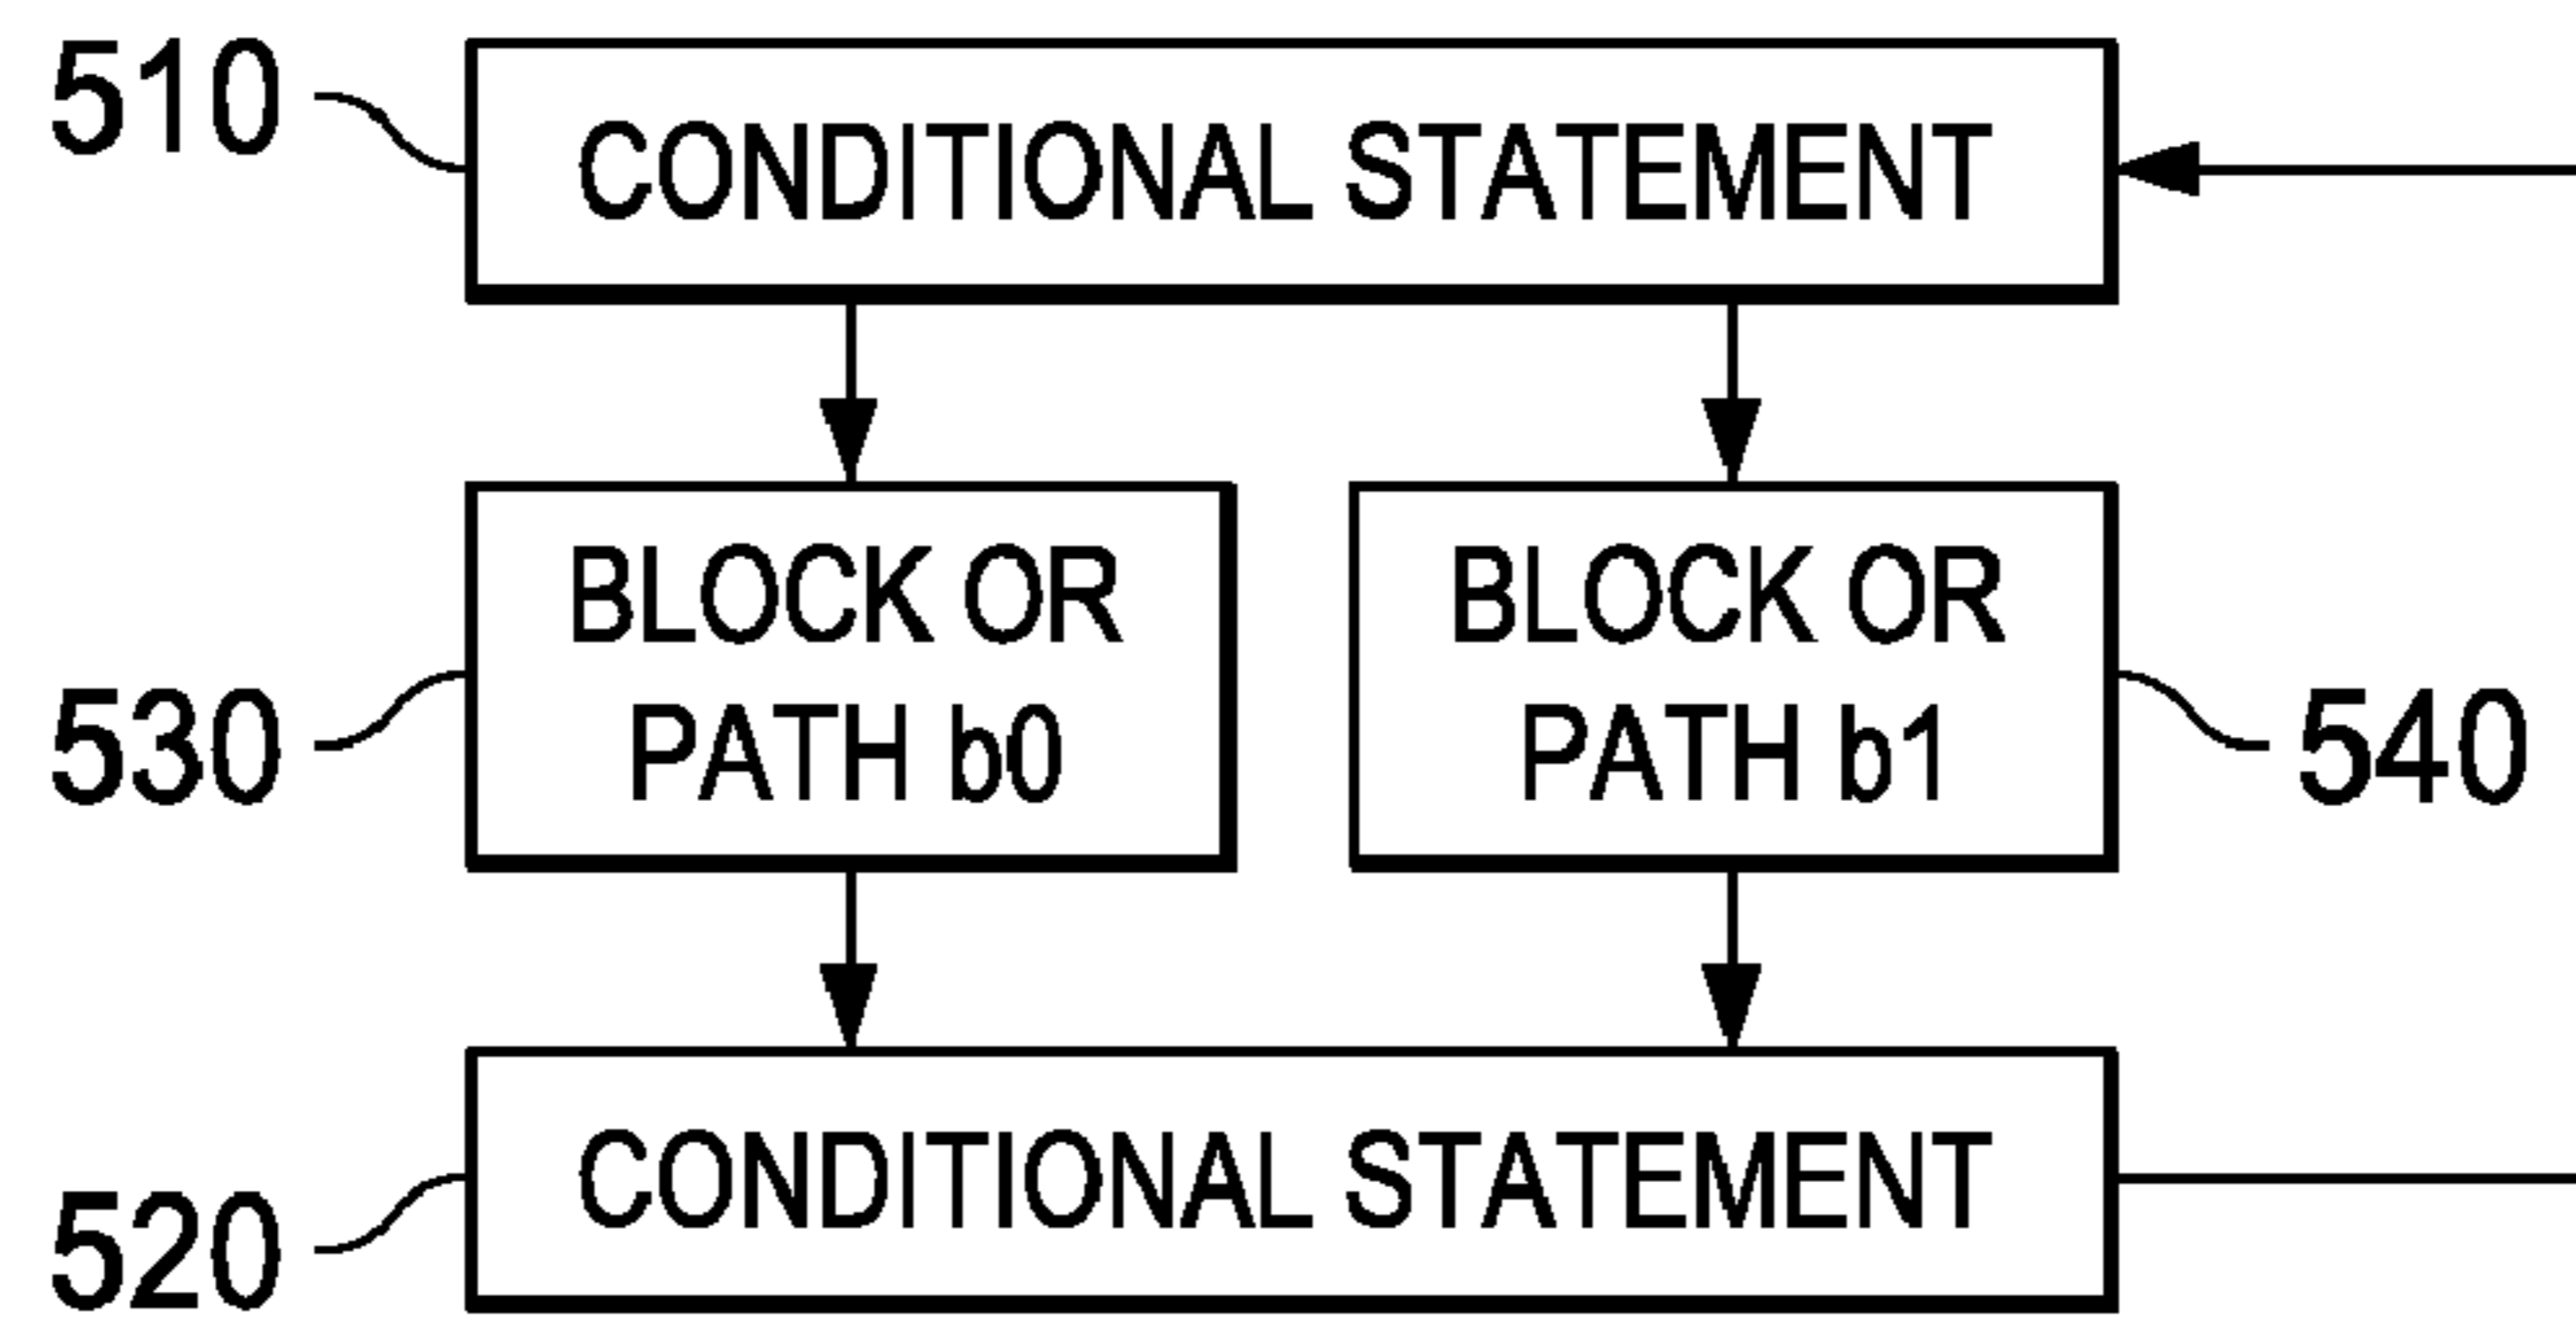 510
CONDITIONAL STATEMENT
BLOCK OR
PATH b0
530
BLOCK OR
PATH b1
540
CONDITIONAL STATEMENT
520